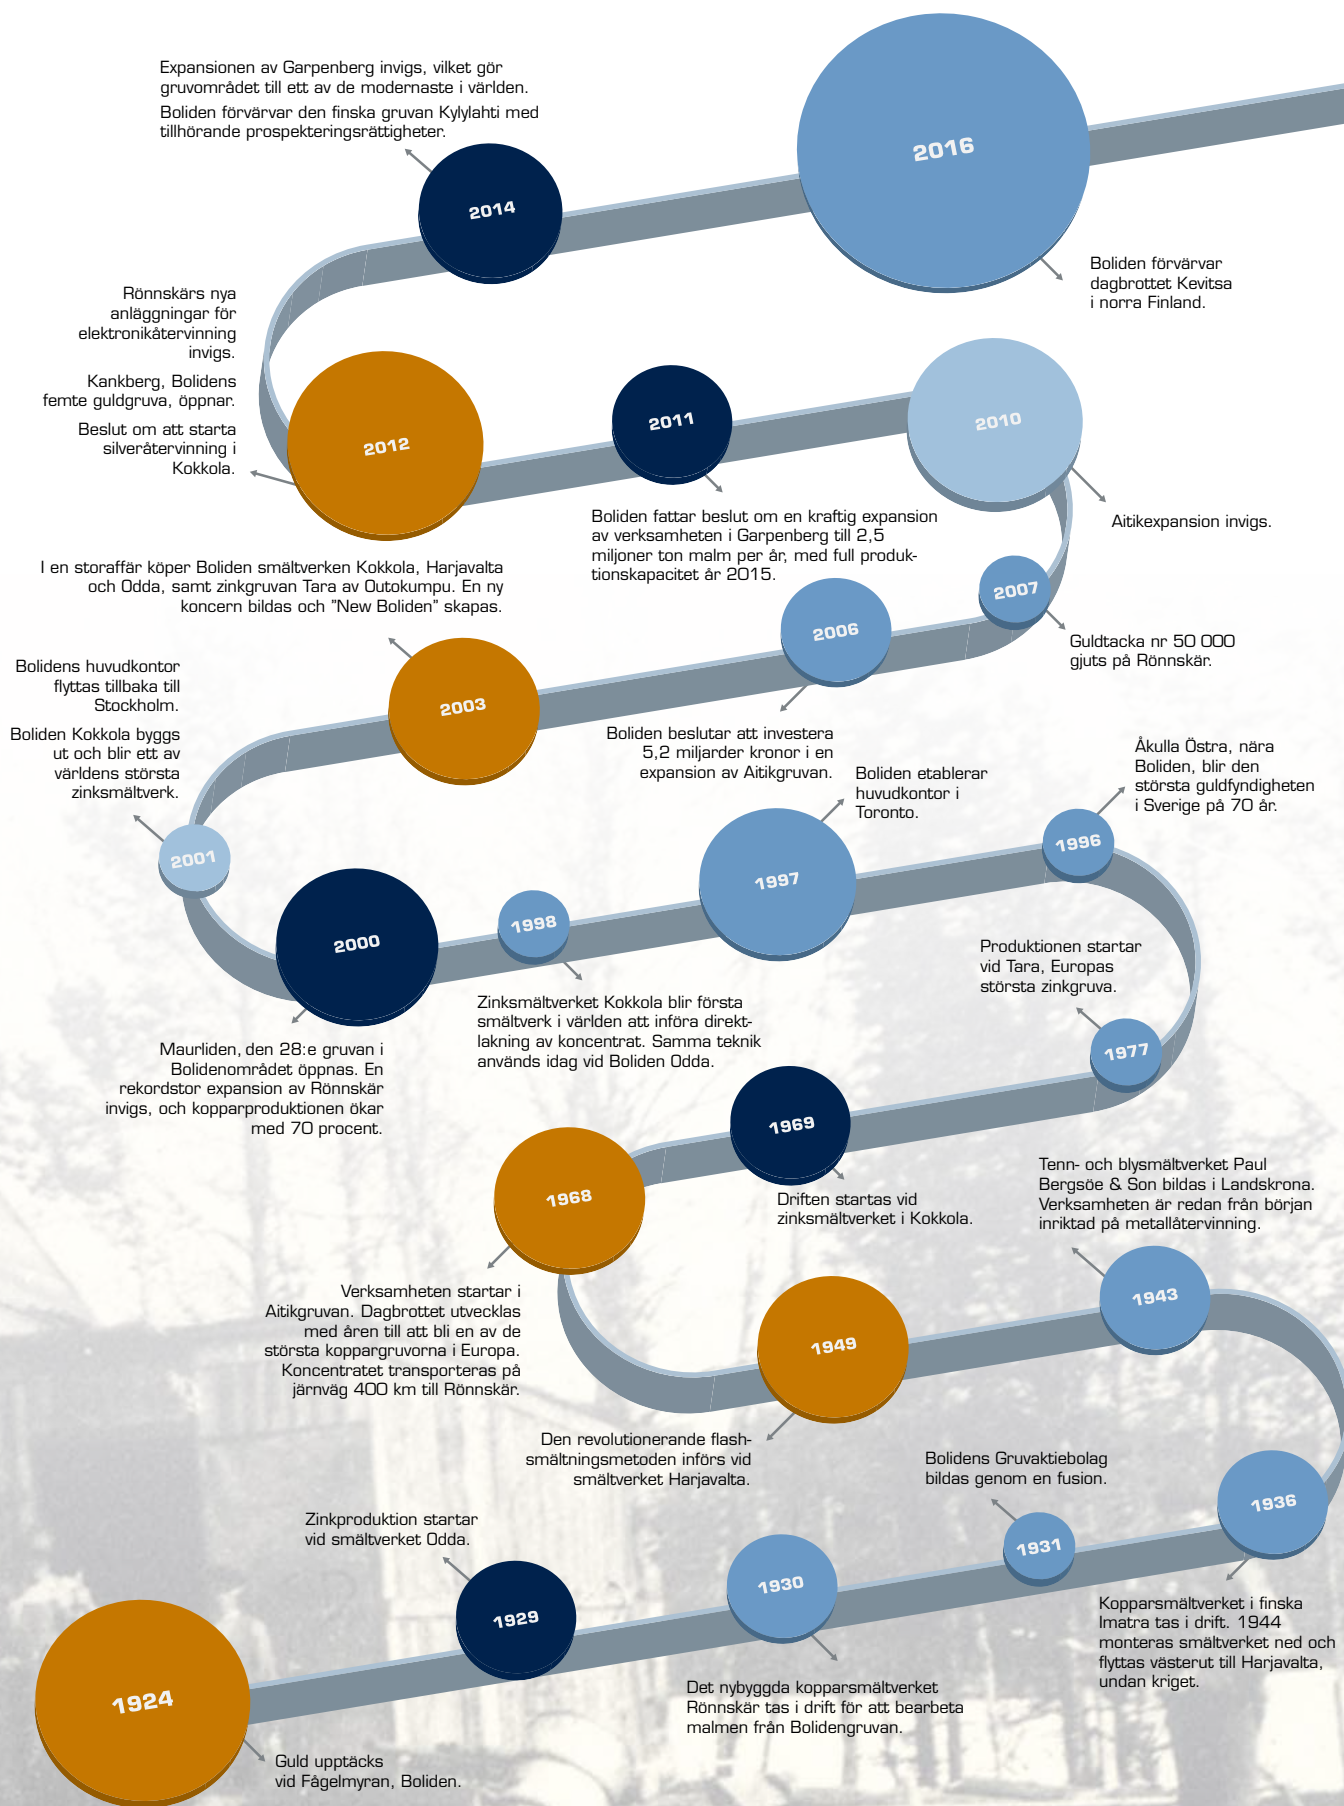 Expansionen av Garpenberg invigs, vilket gör
gruvområdet till ett av de modernaste i världen.
Boliden förvärvar den finska gruvan Kylylahti med
tillhörande prospekteringsrättigheter.
2016
2014
Boliden förvärvar
dagbrottet Kevitsa
i norra Finland.
Rönnskärs nya
anläggningar för
elektronikåtervinning
invigs.
Kankberg, Bolidens
femte guldgruva, öppnar.
Beslut om att starta
silveråtervinning i
Kokkola.
2012
2011
2010
Boliden fattar beslut om en kraftig expansion
av verksamheten i Garpenberg till 2,5
miljoner ton malm per år, med full produk-
tionskapacitet år 2015.
Aitikexpansion invigs.
I en storaffär köper Boliden smältverken Kokkola, Harjavalta
och Odda, samt zinkgruvan Tara av Outokumpu. En ny
koncern bildas och "New Boliden" skapas.
2007
2006
Guldtacka nr 50 000
gjuts på Rönnskär.
Bolidens huvudkontor
flyttas tillbaka till
Stockholm.
Boliden Kokkola byggs
ut och blir ett av
världens största
zinksmältverk.
2003
Boliden beslutar att investera
5,2 miljarder kronor i en
expansion av Aitikgruvan.
Boliden etablerar
huvudkontor i
Toronto.
Åkulla Östra, nära
Boliden, blir den
största guldfyndigheten
i Sverige på 70 år.
2001
2000
1998
1997
1996
Maurliden, den 28:e gruvan i
Bolidenområdet öppnas. En
rekordstor expansion av Rönnskär
invigs, och kopparproduktionen ökar
med 70 procent.
Zinksmältverket Kokkola blir första
smältverk i världen att införa direkt-
lakning av koncentrat. Samma teknik
används idag vid Boliden Odda.
Produktionen startar
vid Tara, Europas
största zinkgruva.
1977
1969
1968
Driften startas vid
zinksmältverket i Kokkola.
Tenn- och blysmältverket Paul
Bergsöe & Son bildas i Landskrona.
Verksamheten är redan från början
inriktad på metallåtervinning.
Verksamheten startar i
Aitikgruvan. Dagbrottet utvecklas
med åren till att bli en av de
största koppargruvorna i Europa.
Koncentratet transporteras på
järnväg 400 km till Rönnskär.
1949
1943
Den revolutionerande flash-
smältningsmetoden införs vid
smältverket Harjavalta.
Bolidens Gruvaktiebolag
bildas genom en fusion.
1936
1931
Zinkproduktion startar
vid smältverket Odda.
1930
1929
Kopparsmältverket i finska
Imatra tas i drift. 1944
monteras smältverket ned och
flyttas västerut till Harjavalta,
undan kriget.
Det nybyggda kopparsmältverket
Rönnskär tas i drift för att bearbeta
malmen från Bolidengruvan.
1924
Guld upptäcks
vid Fågelmyran, Boliden.